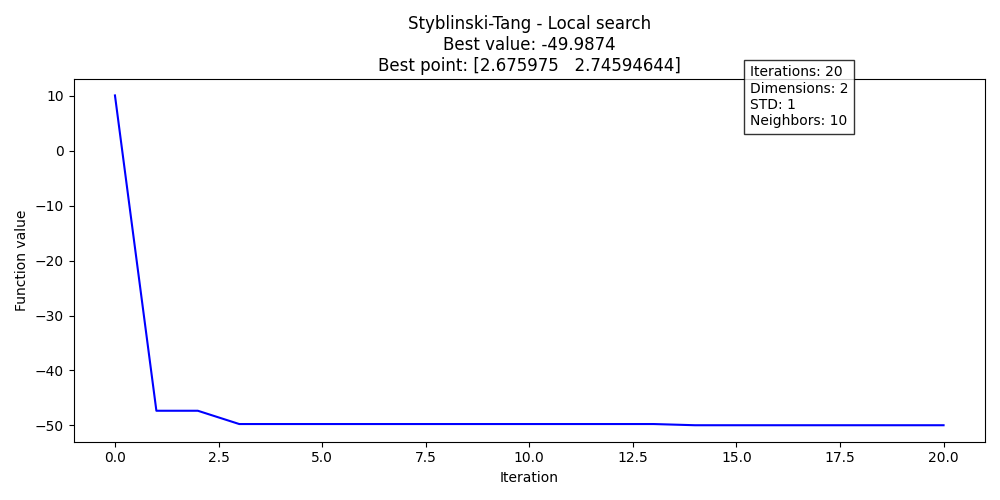 Styblinski-Tang - Local search
Best value: -49.9874
Best point: [2.675975   2.74594644]
Iterations: 20
Dimensions: 2
STD: 1
Neighbors: 10
10
0
−10
−20
−30
−40
−50
Function value
0.0 2.5 5.0 7.5 10.0 12.5 15.0 17.5 20.0
Iteration